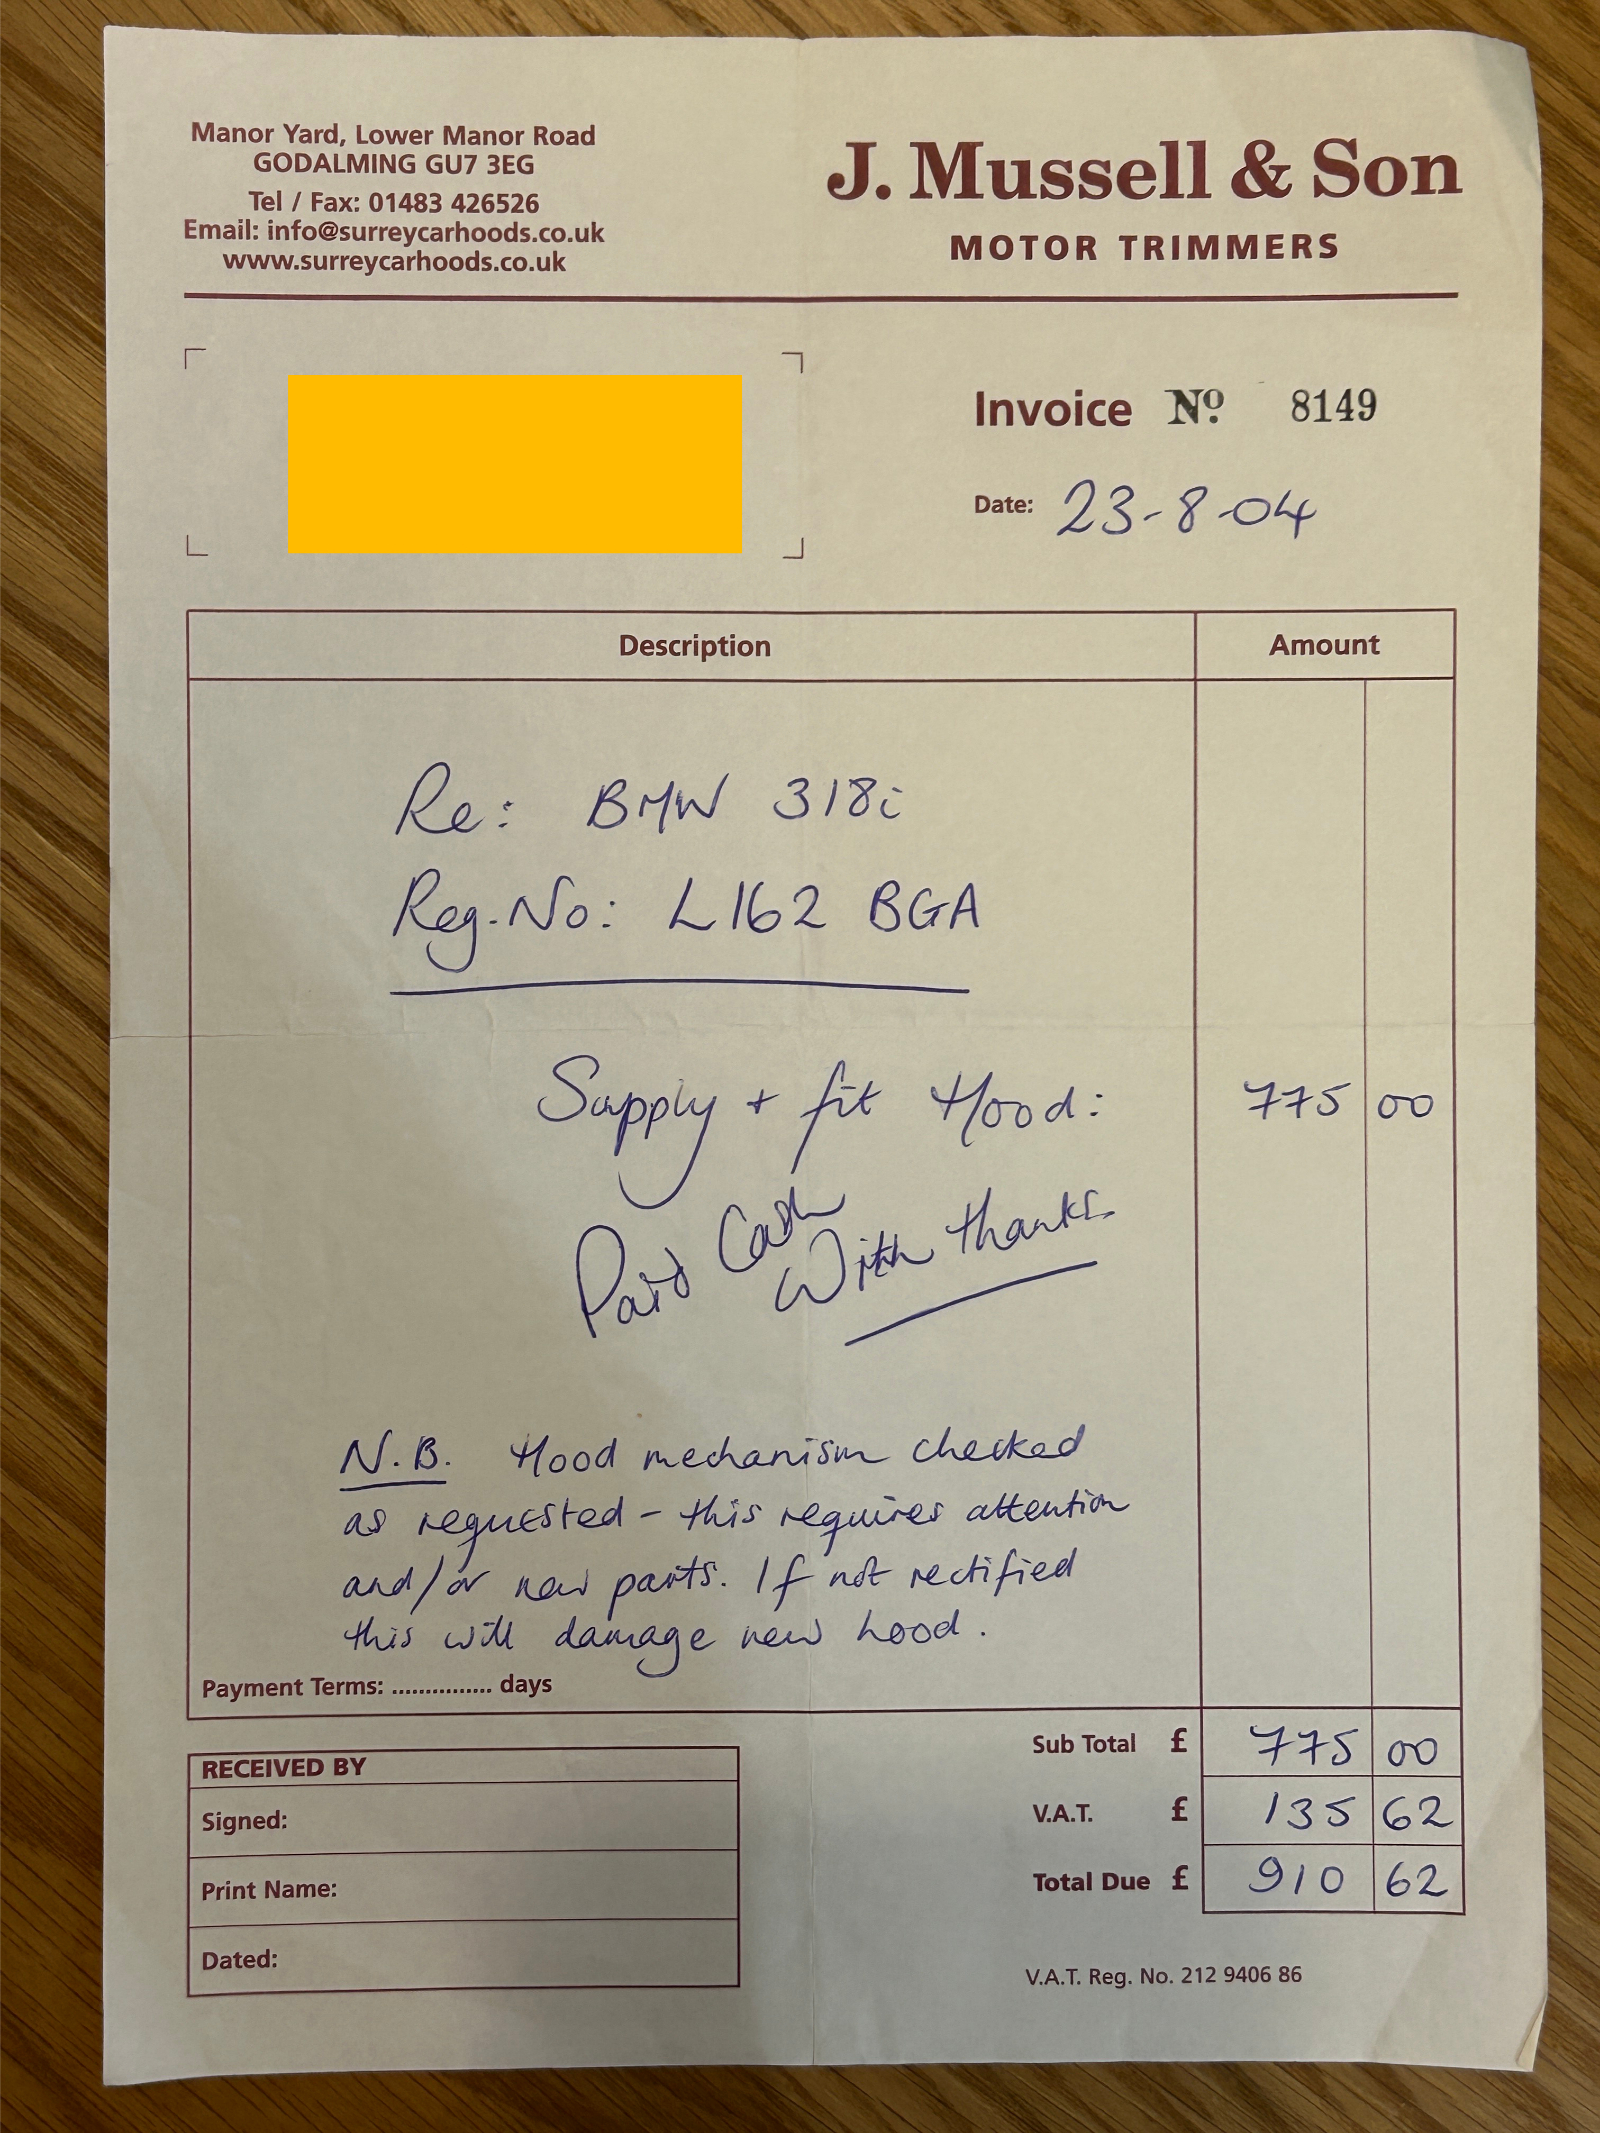 Manor Yard, Lower Manor Road
GODALMING GU7 3EG
Tel / Fax: 01483 426526
Email: info@surreycarhoods.co.uk
www.surreycarhoods.co.uk
J. Mussell & Son
MOTOR TRIMMERS
Invoice Nº 8149
Date: 23-8-04
Description Amount
Re: BMW 318i
Reg. No: L162 BGA
Supply + fit Hood: 775 00
Paid Cash
With thanks
N.B. Hood mechanism checked
as requested - this requires attention
and/or new parts. If not rectified
this will damage new hood.
Payment Terms: ............... days
Sub Total £ 775 00
V.A.T. £ 135 62
Total Due £ 910 62
RECEIVED BY
Signed:
Print Name:
Dated:
V.A.T. Reg. No. 212 9406 86